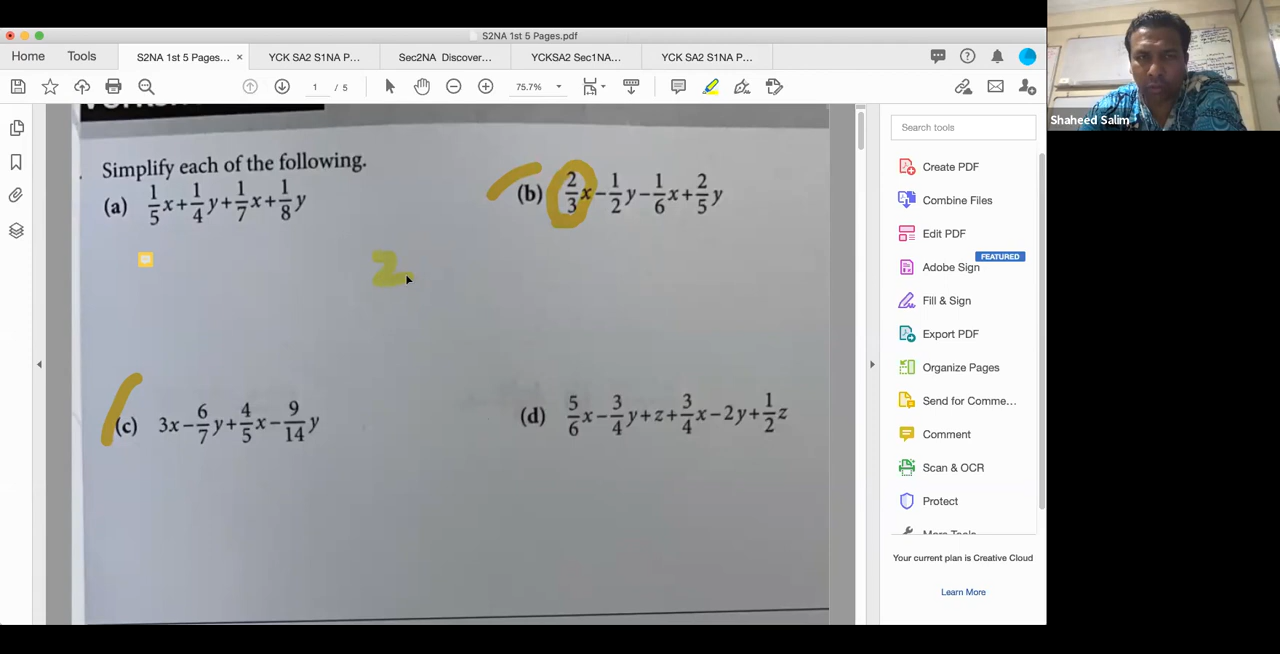 S2NA 1st 5 Pages.pdf
Home Tools S2NA 1st 5 Pages... × YCK SA2 S1NA P... Sec2NA Discover... YCKSA2 Sec1NA... YCK SA2 S1NA P...
1 / 5 75.7%
Shaheed Salim
Search tools
Create PDF
Combine Files
Edit PDF
FEATURED
Adobe Sign
Fill & Sign
Export PDF
Organize Pages
Send for Comme...
Comment
Scan & OCR
Protect
Your current plan is Creative Cloud
Learn More
Simplify each of the following.
(a) 1/5 x + 1/4 y + 1/7 x + 1/8 y
(b) 2/3 x − 1/2 y − 1/6 x + 2/5 y
2
(c) 3x − 6/7 y + 4/5 x − 9/14 y
(d) 5/6 x − 3/4 y + z + 3/4 x − 2y + 1/2 z